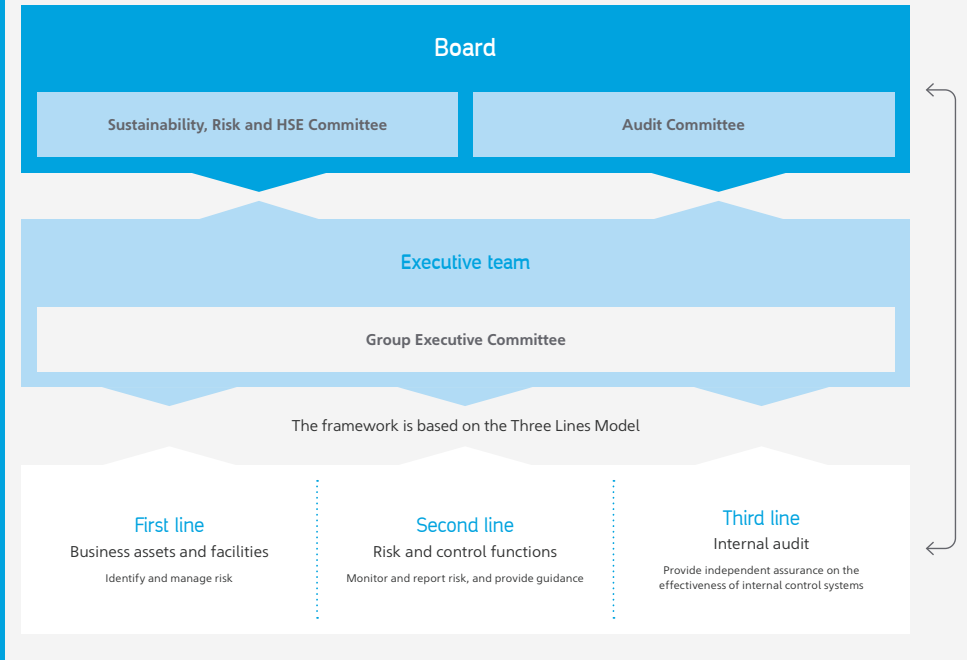 Board
Sustainability, Risk and HSE Committee
Audit Committee
Executive team
Group Executive Committee
The framework is based on the Three Lines Model
First line
Business assets and facilities
Identify and manage risk
Second line
Risk and control functions
Monitor and report risk, and provide guidance
Third line
Internal audit
Provide independent assurance on the
effectiveness of internal control systems